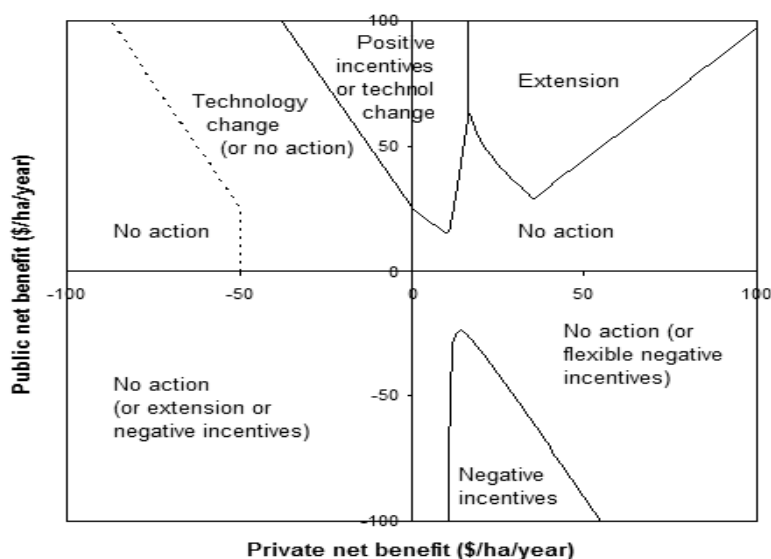 100
Positive
incentives
or technol
change
Extension
Technology
change
(or no action)
50
No action
No action
0
-100
-50
0
50
100
No action (or
flexible negative
incentives)
No action
(or extension or
negative incentives)
-50
Negative
incentives
-100
Public net benefit ($/ha/year)
Private net benefit ($/ha/year)